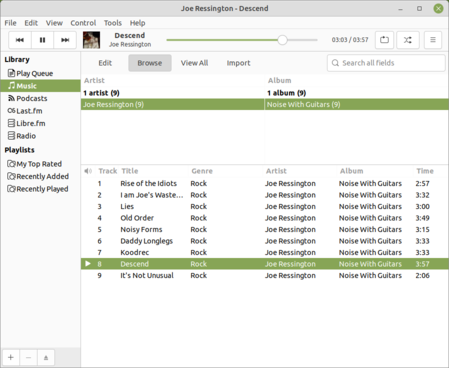 Joe Ressington - Descend
File Edit View Control Tools Help
Descend
Joe Ressington
03:03 / 03:57
Library
Play Queue
Music
Podcasts
Last.fm
Libre.fm
Radio
Playlists
My Top Rated
Recently Added
Recently Played
Edit Browse View All Import Search all fields
Artist Album
1 artist (9) 1 album (9)
Joe Ressington (9) Noise With Guitars (9)
Track Title Genre Artist Album Time
1 Rise of the Idiots Rock Joe Ressington Noise With Guitars 2:57
2 I am Joe's Waste… Rock Joe Ressington Noise With Guitars 3:32
3 Lies Rock Joe Ressington Noise With Guitars 3:00
4 Old Order Rock Joe Ressington Noise With Guitars 3:49
5 Noisy Forms Rock Joe Ressington Noise With Guitars 3:15
6 Daddy Longlegs Rock Joe Ressington Noise With Guitars 3:33
7 Koodrec Rock Joe Ressington Noise With Guitars 3:33
8 Descend Rock Joe Ressington Noise With Guitars 3:57
9 It's Not Unusual Rock Joe Ressington Noise With Guitars 2:06